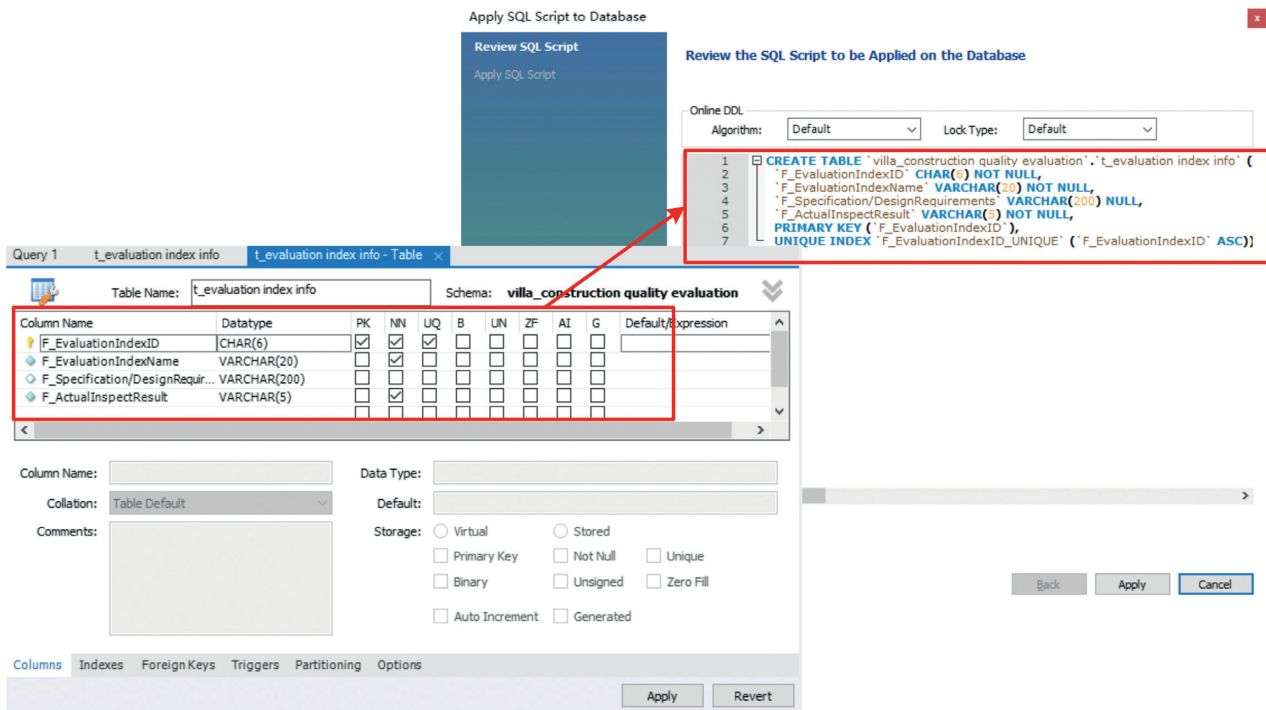 Apply SQL Script to Database
x
Review SQL Script
Apply SQL Script
Review the SQL Script to be Applied on the Database
Online DDL
Algorithm: Default Lock Type: Default
1 CREATE TABLE `villa_construction quality evaluation`.`t_evaluation index info` (
2 `F_EvaluationIndexID` CHAR(6) NOT NULL,
3 `F_EvaluationIndexName` VARCHAR(20) NOT NULL,
4 `F_Specification/DesignRequirements` VARCHAR(200) NULL,
5 `F_ActualInspectResult` VARCHAR(5) NOT NULL,
6 PRIMARY KEY (`F_EvaluationIndexID`),
7 UNIQUE INDEX `F_EvaluationIndexID_UNIQUE` (`F_EvaluationIndexID` ASC))
Query 1 t_evaluation index info t_evaluation index info - Table ×
Table Name: t_evaluation index info Schema: villa_construction quality evaluation
Column Name Datatype PK NN UQ B UN ZF AI G Default/Expression
F_EvaluationIndexID CHAR(6)
F_EvaluationIndexName VARCHAR(20)
F_Specification/DesignRequir... VARCHAR(200)
F_ActualInspectResult VARCHAR(5)
Column Name: Data Type:
Collation: Table Default Default:
Comments: Storage: Virtual Stored
Primary Key Not Null Unique
Binary Unsigned Zero Fill
Auto Increment Generated
Back Apply Cancel
Columns Indexes Foreign Keys Triggers Partitioning Options
Apply Revert